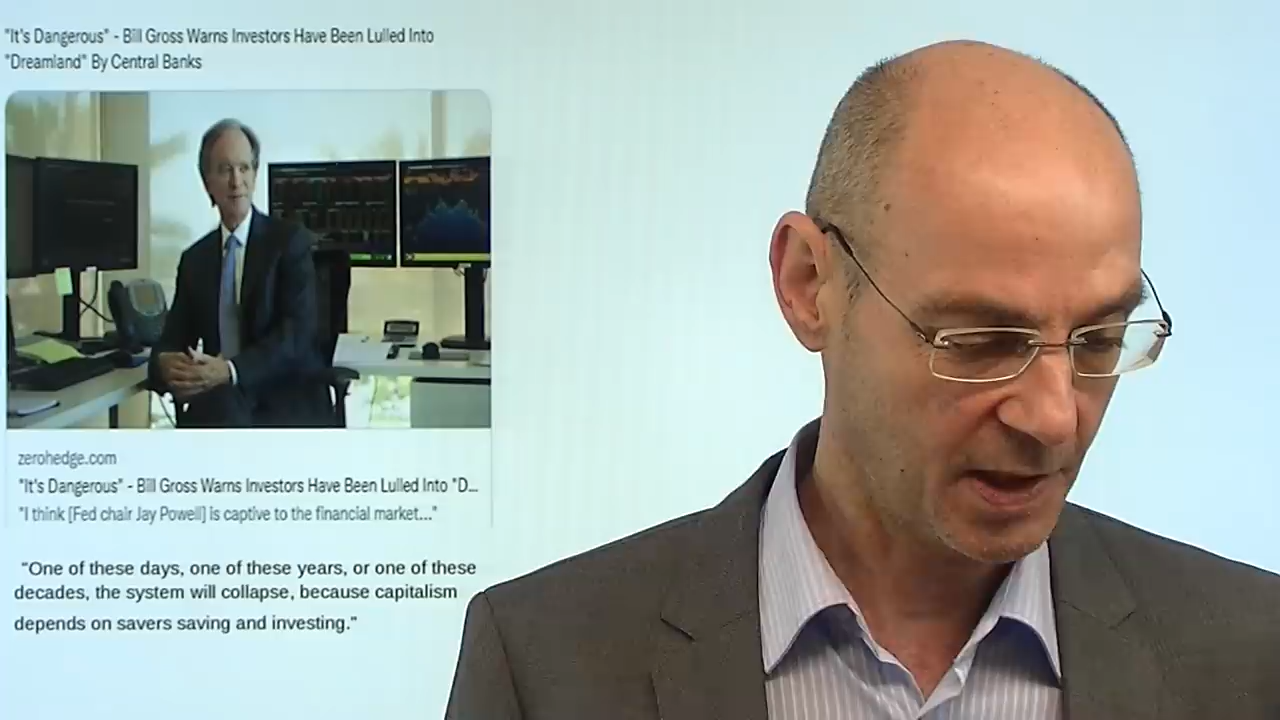 "It's Dangerous" - Bill Gross Warns Investors Have Been Lulled Into
"Dreamland" By Central Banks
zerohedge.com
"It's Dangerous" - Bill Gross Warns Investors Have Been Lulled Into "D...
"I think [Fed chair Jay Powell] is captive to the financial market..."
"One of these days, one of these years, or one of these
decades, the system will collapse, because capitalism
depends on savers saving and investing."